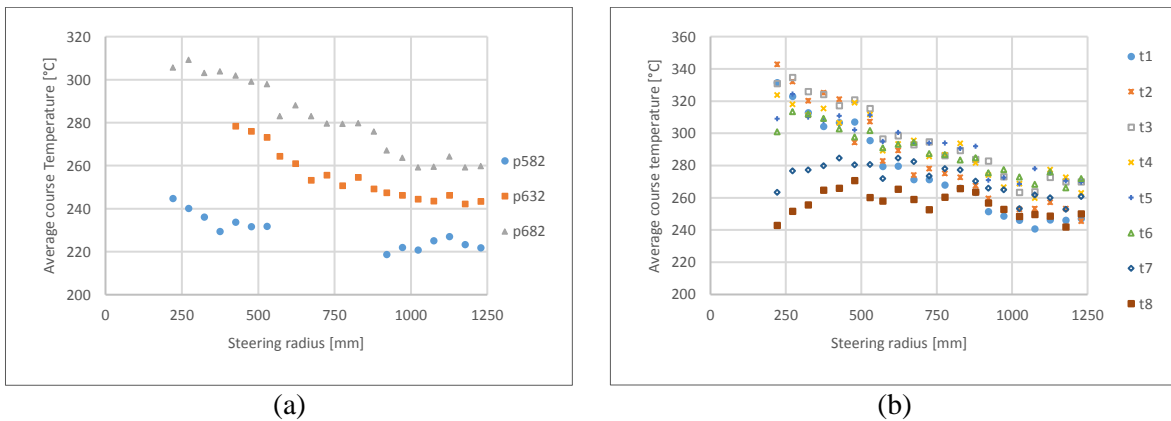 320
300
280
260
240
220
200
0
250
500
750
1000
1250
Average Course Temperature [°C]
Steering radius [mm]
p582
p632
p682
(a)
360
340
320
300
280
260
240
220
200
0
250
500
750
1000
1250
Average course temperature [°C]
Steering radius [mm]
t1
t2
t3
t4
t5
t6
t7
t8
(b)